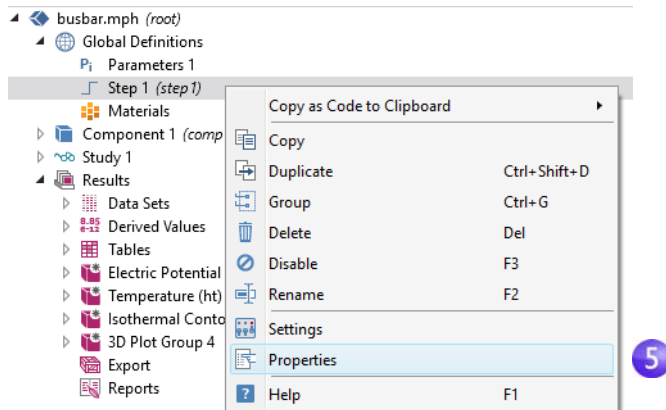 busbar.mph (root)
Global Definitions
Pi Parameters 1
Step 1 (step1)
Materials
Component 1 (comp
Study 1
Results
Data Sets
8.85 e-12 Derived Values
Tables
Electric Potential
Temperature (ht)
Isothermal Conto
3D Plot Group 4
Export
Reports
Copy as Code to Clipboard
Copy
Duplicate Ctrl+Shift+D
Group Ctrl+G
Delete Del
Disable F3
Rename F2
Settings
Properties
? Help F1
5